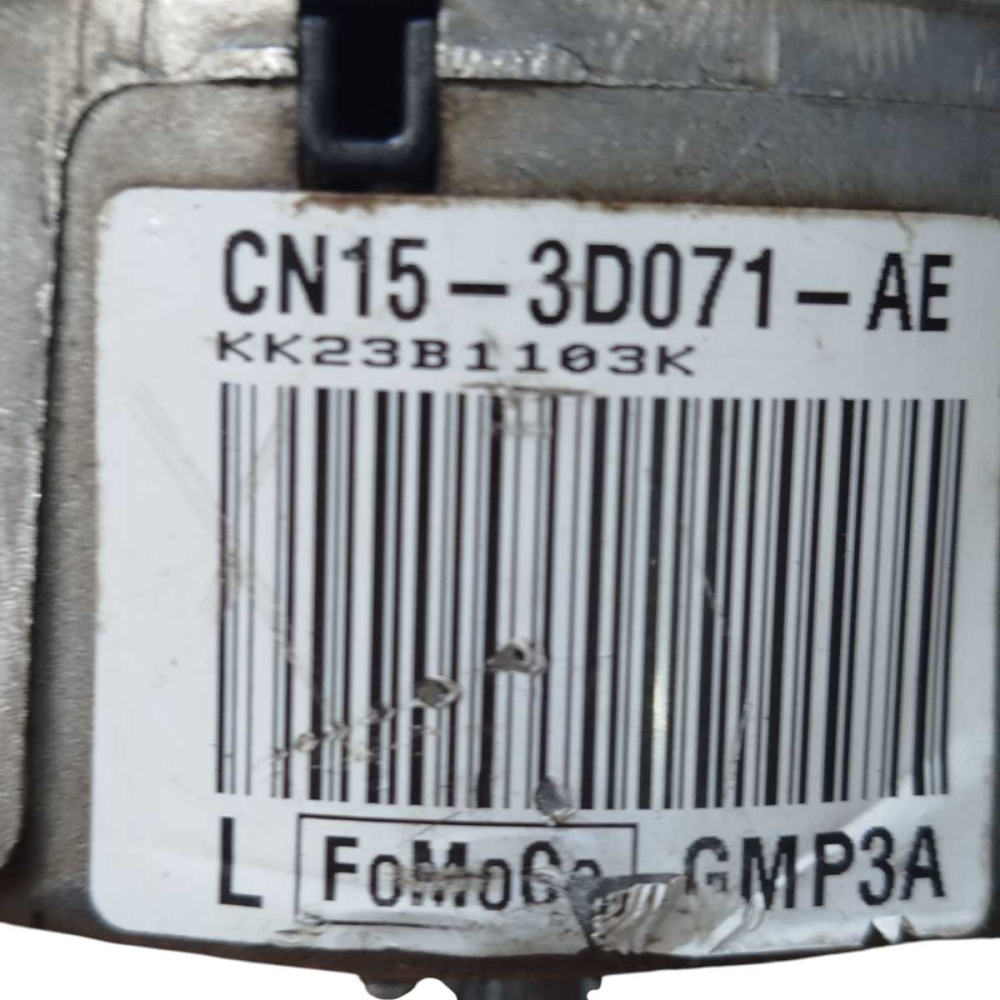 CN15-3D071-AE
KK23B1103K
L FoMoCo GMP3A